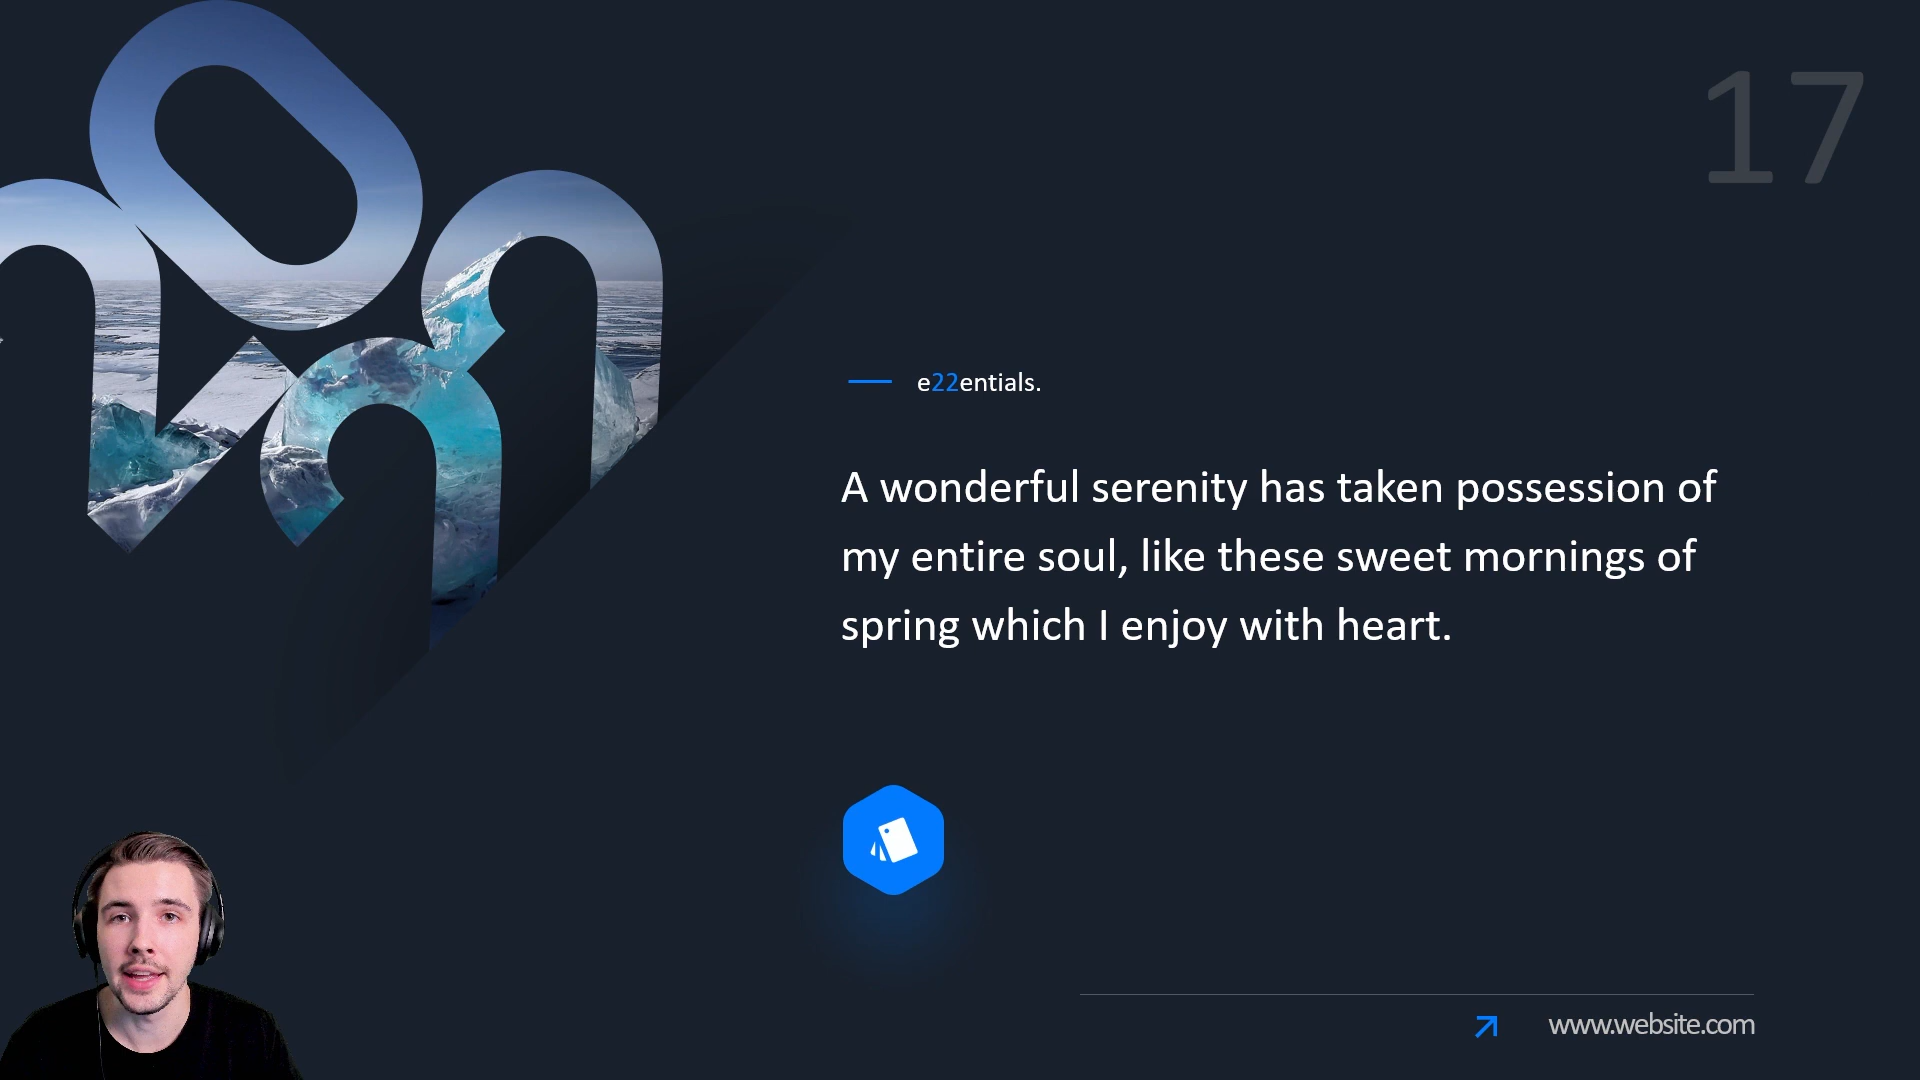 17
e22entials.
A wonderful serenity has taken possession of
my entire soul, like these sweet mornings of
spring which I enjoy with heart.
www.website.com